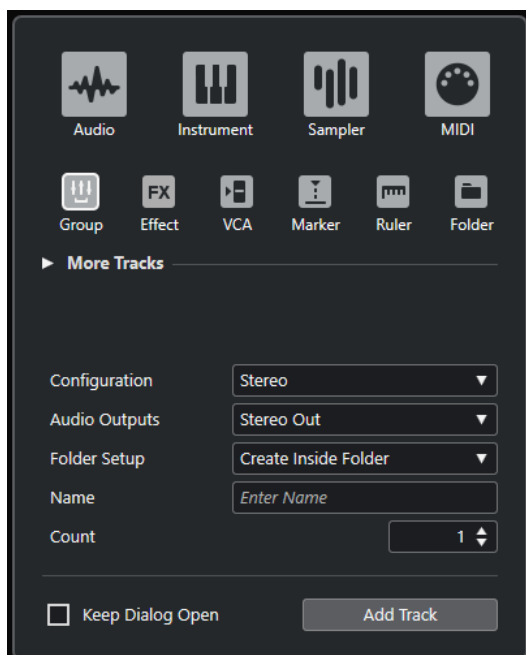 Audio Instrument Sampler MIDI
FX
Group Effect VCA Marker Ruler Folder
More Tracks
Configuration Stereo
Audio Outputs Stereo Out
Folder Setup Create Inside Folder
Name Enter Name
Count 1
Keep Dialog Open Add Track